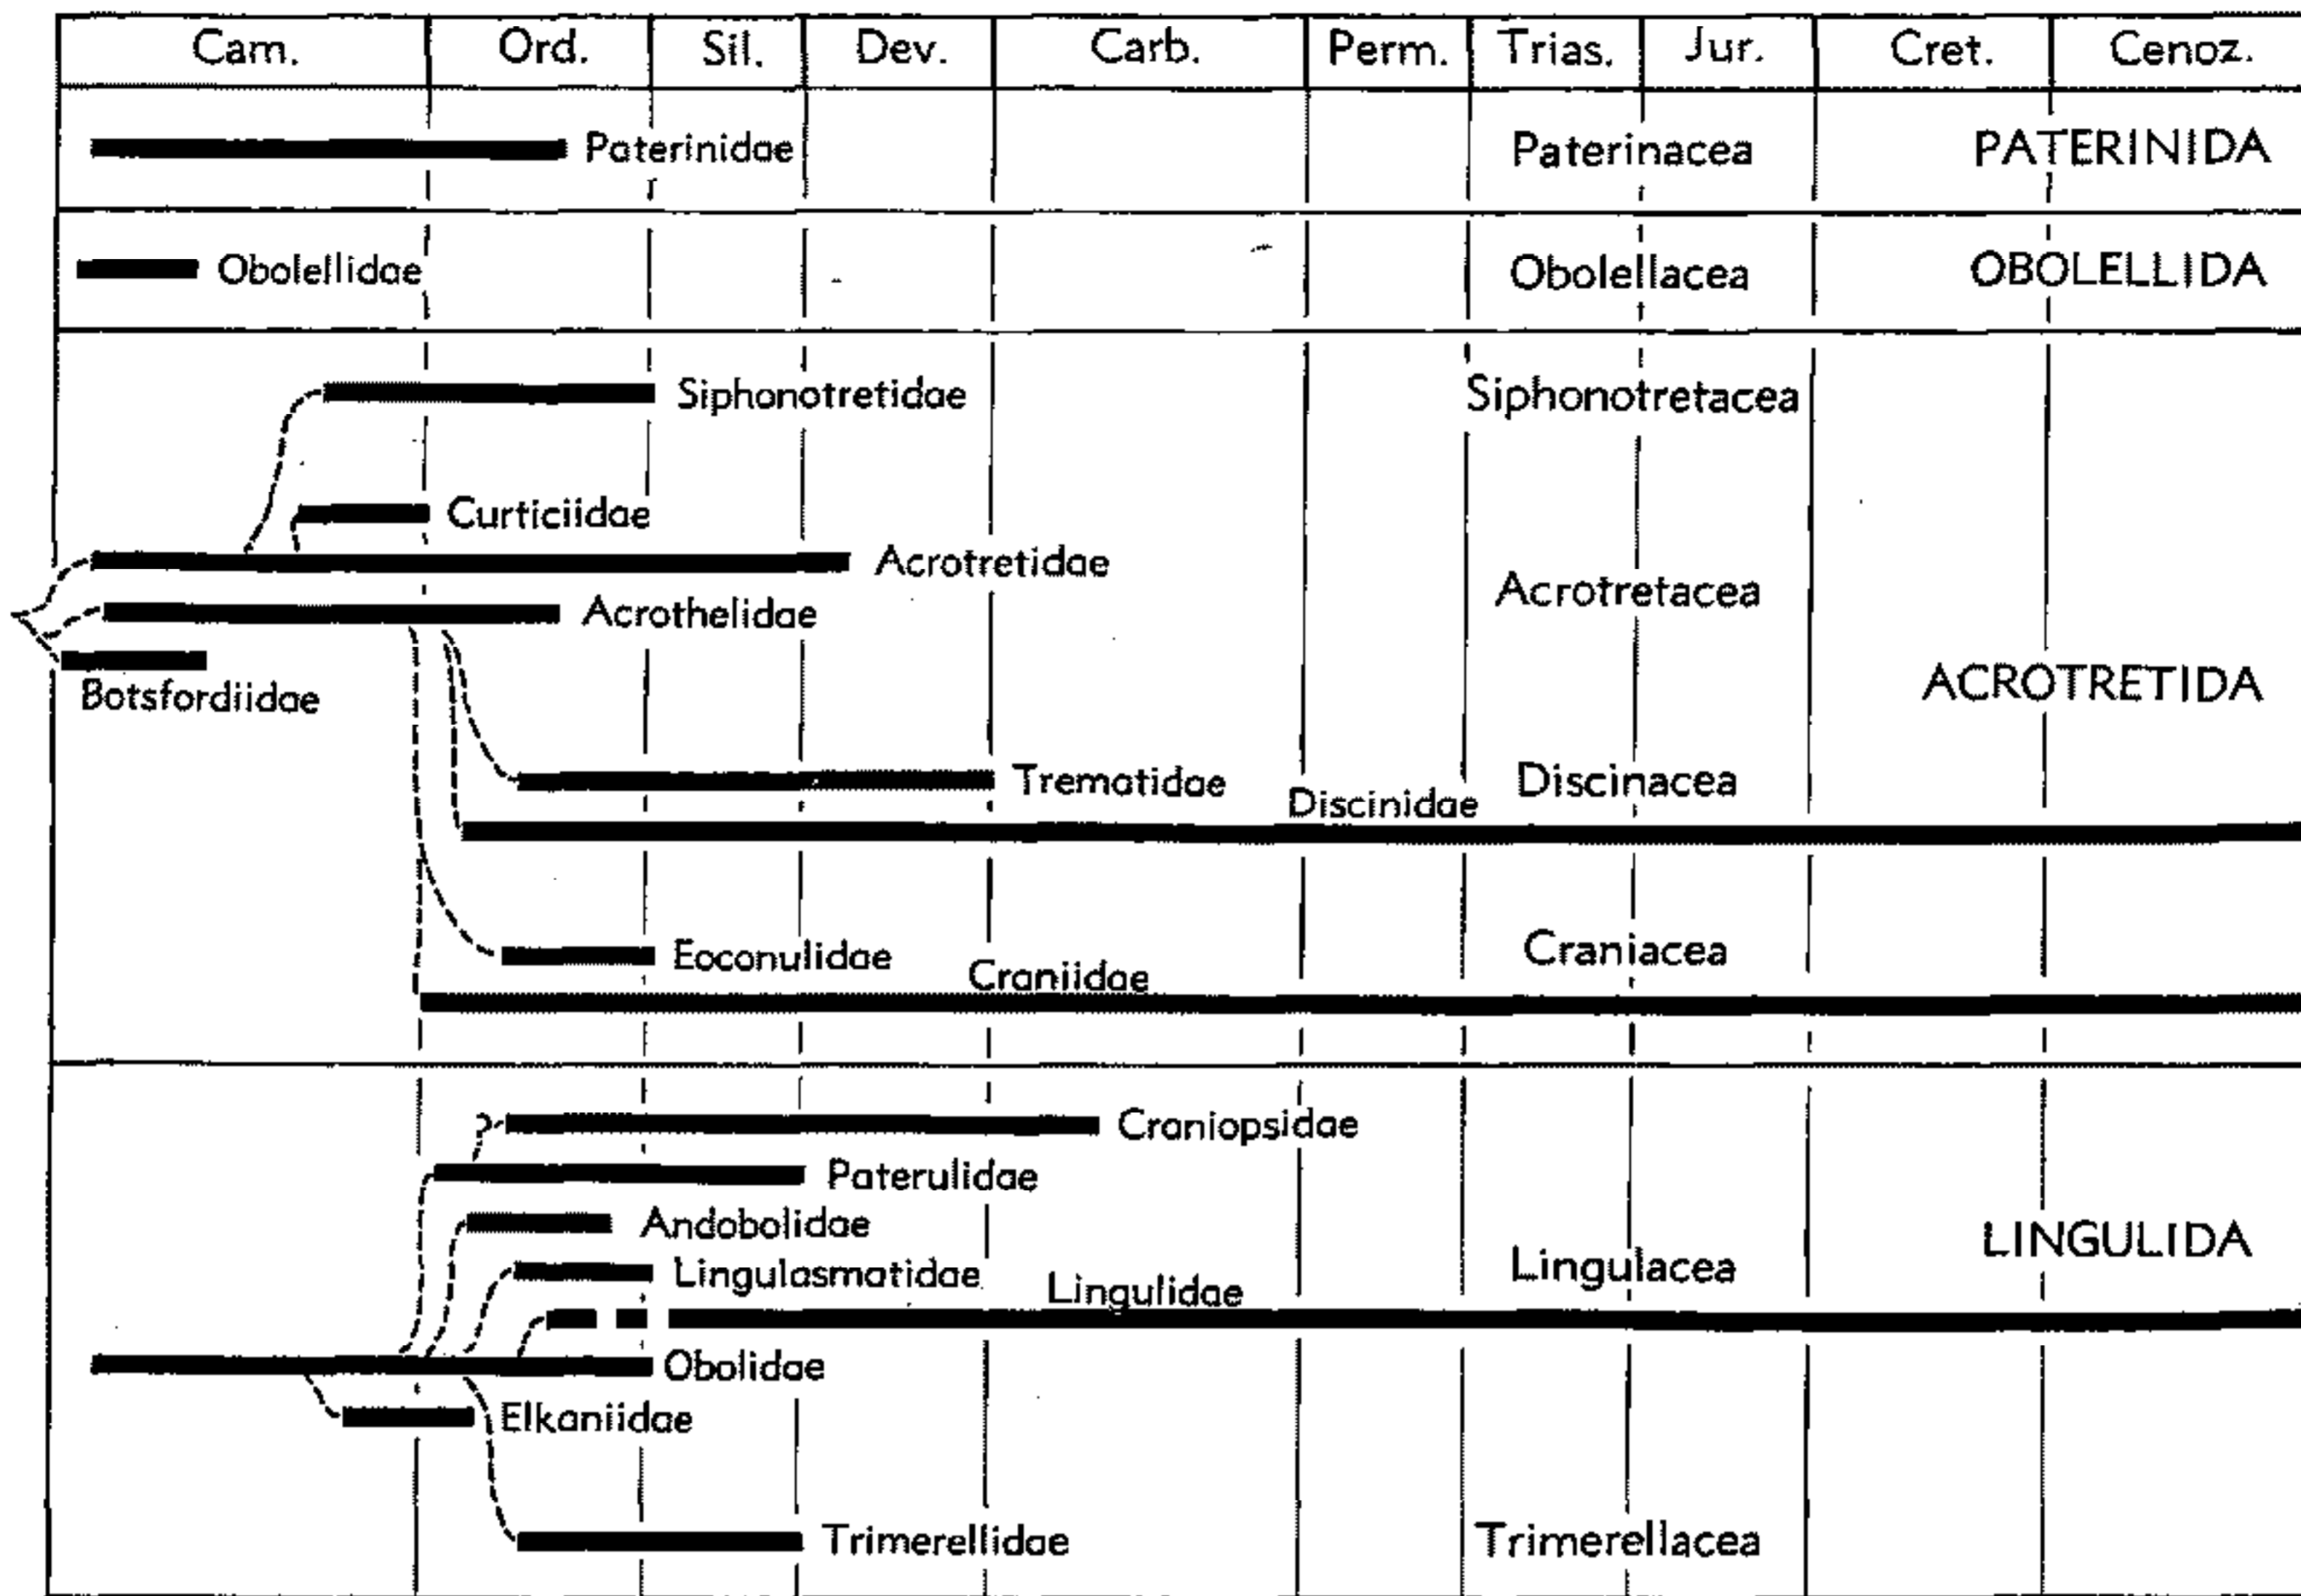 Cam. Ord. Sil. Dev. Carb. Perm. Trias. Jur. Cret. Cenoz.
Paterinidae Paterinacea PATERINIDA
Obolellidae Obolellacea OBOLELLIDA
Siphonotretidae Siphonotretacea
Curticiidae
Acrotretidae
Acrotretacea
Acrothelidae
Botsfordiidae
ACROTRETIDA
Trematidae Discinacea
Discinidae
Eoconulidae Craniacea
Craniidae
Craniopsidae
Paterulidae
Andobolidae
LINGULIDA
Lingulasmatidae Lingulacea
Lingulidae
Obolidae
Elkaniidae
Trimerellidae Trimerellacea